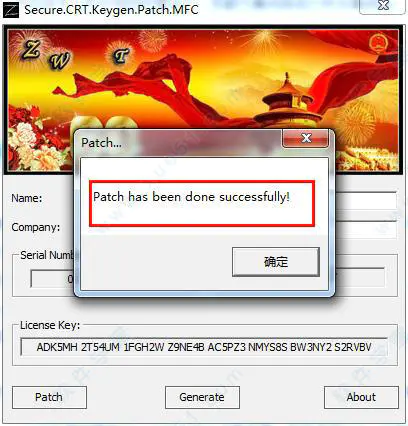 Secure.CRT.Keygen.Patch.MFC
Z W T
Patch...
Patch has been done successfully!
Name:
Company:
确定
Serial Num
0
License Key:
ADK5MH 2T54UM 1FGH2W Z9NE4B AC5PZ3 NMYS8S BW3NY2 S2RVBV
Patch
Generate
About